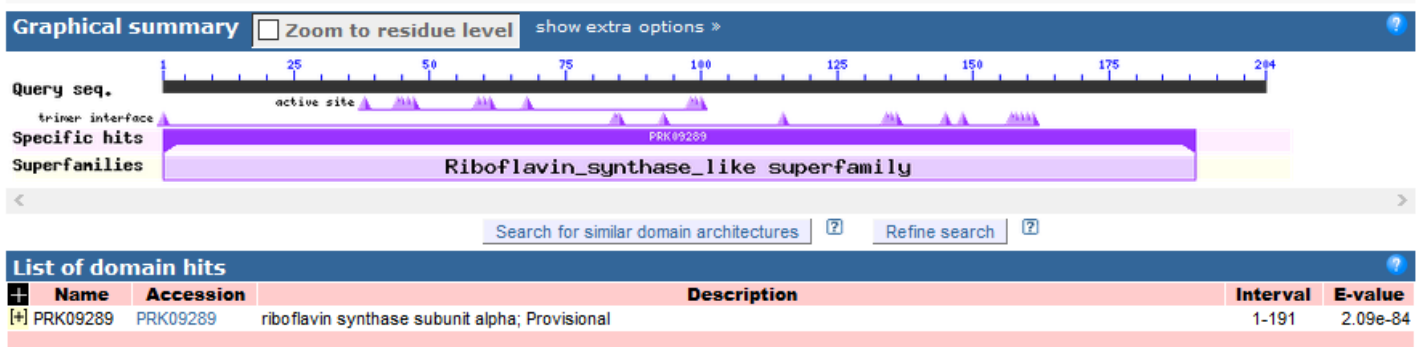 Graphical summary Zoom to residue level show extra options » ?
1 25 50 75 100 125 150 175 204
Query seq.
active site
trimer interface
Specific hits PRK09289
Superfamilies Riboflavin_synthase_like superfamily
< >
Search for similar domain architectures ? Refine search ?
List of domain hits ?
+ Name Accession Description Interval E-value
[+] PRK09289 PRK09289 riboflavin synthase subunit alpha; Provisional 1-191 2.09e-84